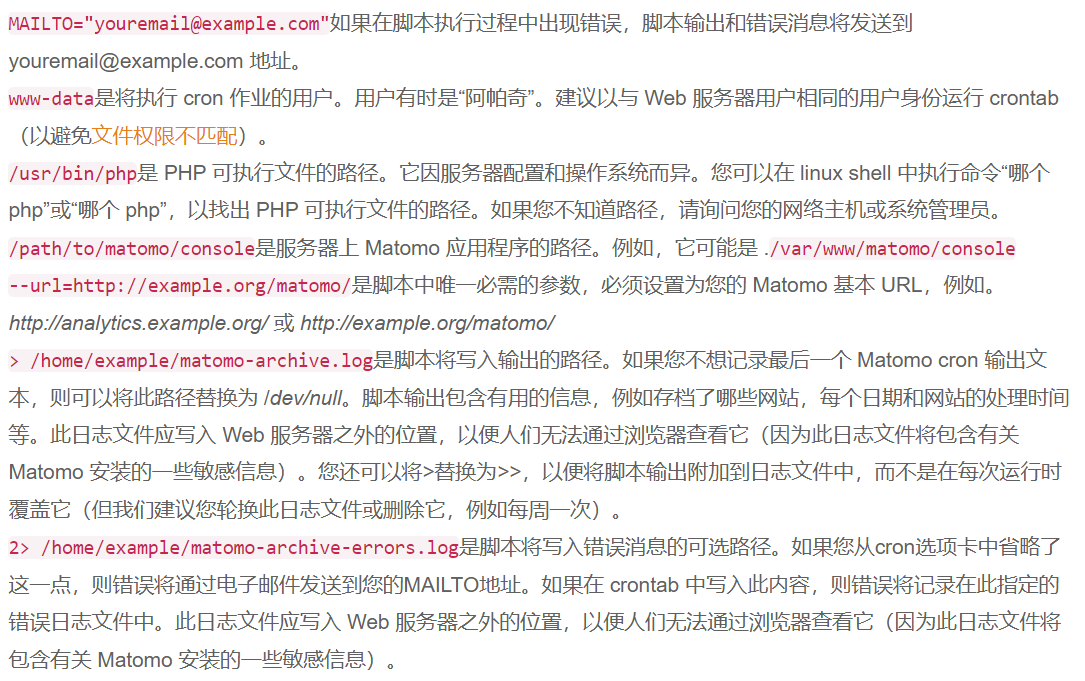 MAILTO="youremail@example.com"如果在脚本执行过程中出现错误，脚本输出和错误消息将发送到
youremail@example.com 地址。
www-data是将执行 cron 作业的用户。用户有时是“阿帕奇”。建议以与 Web 服务器用户相同的用户身份运行 crontab
（以避免文件权限不匹配）。
/usr/bin/php是 PHP 可执行文件的路径。它因服务器配置和操作系统而异。您可以在 linux shell 中执行命令“哪个
php”或“哪个 php”，以找出 PHP 可执行文件的路径。如果您不知道路径，请询问您的网络主机或系统管理员。
/path/to/matomo/console是服务器上 Matomo 应用程序的路径。例如，它可能是 ./var/www/matomo/console
--url=http://example.org/matomo/是脚本中唯一必需的参数，必须设置为您的 Matomo 基本 URL，例如。
http://analytics.example.org/ 或 http://example.org/matomo/
> /home/example/matomo-archive.log是脚本将写入输出的路径。如果您不想记录最后一个 Matomo cron 输出文
本，则可以将此路径替换为 /dev/null。脚本输出包含有用的信息，例如存档了哪些网站，每个日期和网站的处理时间
等。此日志文件应写入 Web 服务器之外的位置，以便人们无法通过浏览器查看它（因为此日志文件将包含有关
Matomo 安装的一些敏感信息）。您还可以将>替换为>>，以便将脚本输出附加到日志文件中，而不是在每次运行时
覆盖它（但我们建议您轮换此日志文件或删除它，例如每周一次）。
2> /home/example/matomo-archive-errors.log是脚本将写入错误消息的可选路径。如果您从cron选项卡中省略了
这一点，则错误将通过电子邮件发送到您的MAILTO地址。如果在 crontab 中写入此内容，则错误将记录在此指定的
错误日志文件中。此日志文件应写入 Web 服务器之外的位置，以便人们无法通过浏览器查看它（因为此日志文件将
包含有关 Matomo 安装的一些敏感信息）。